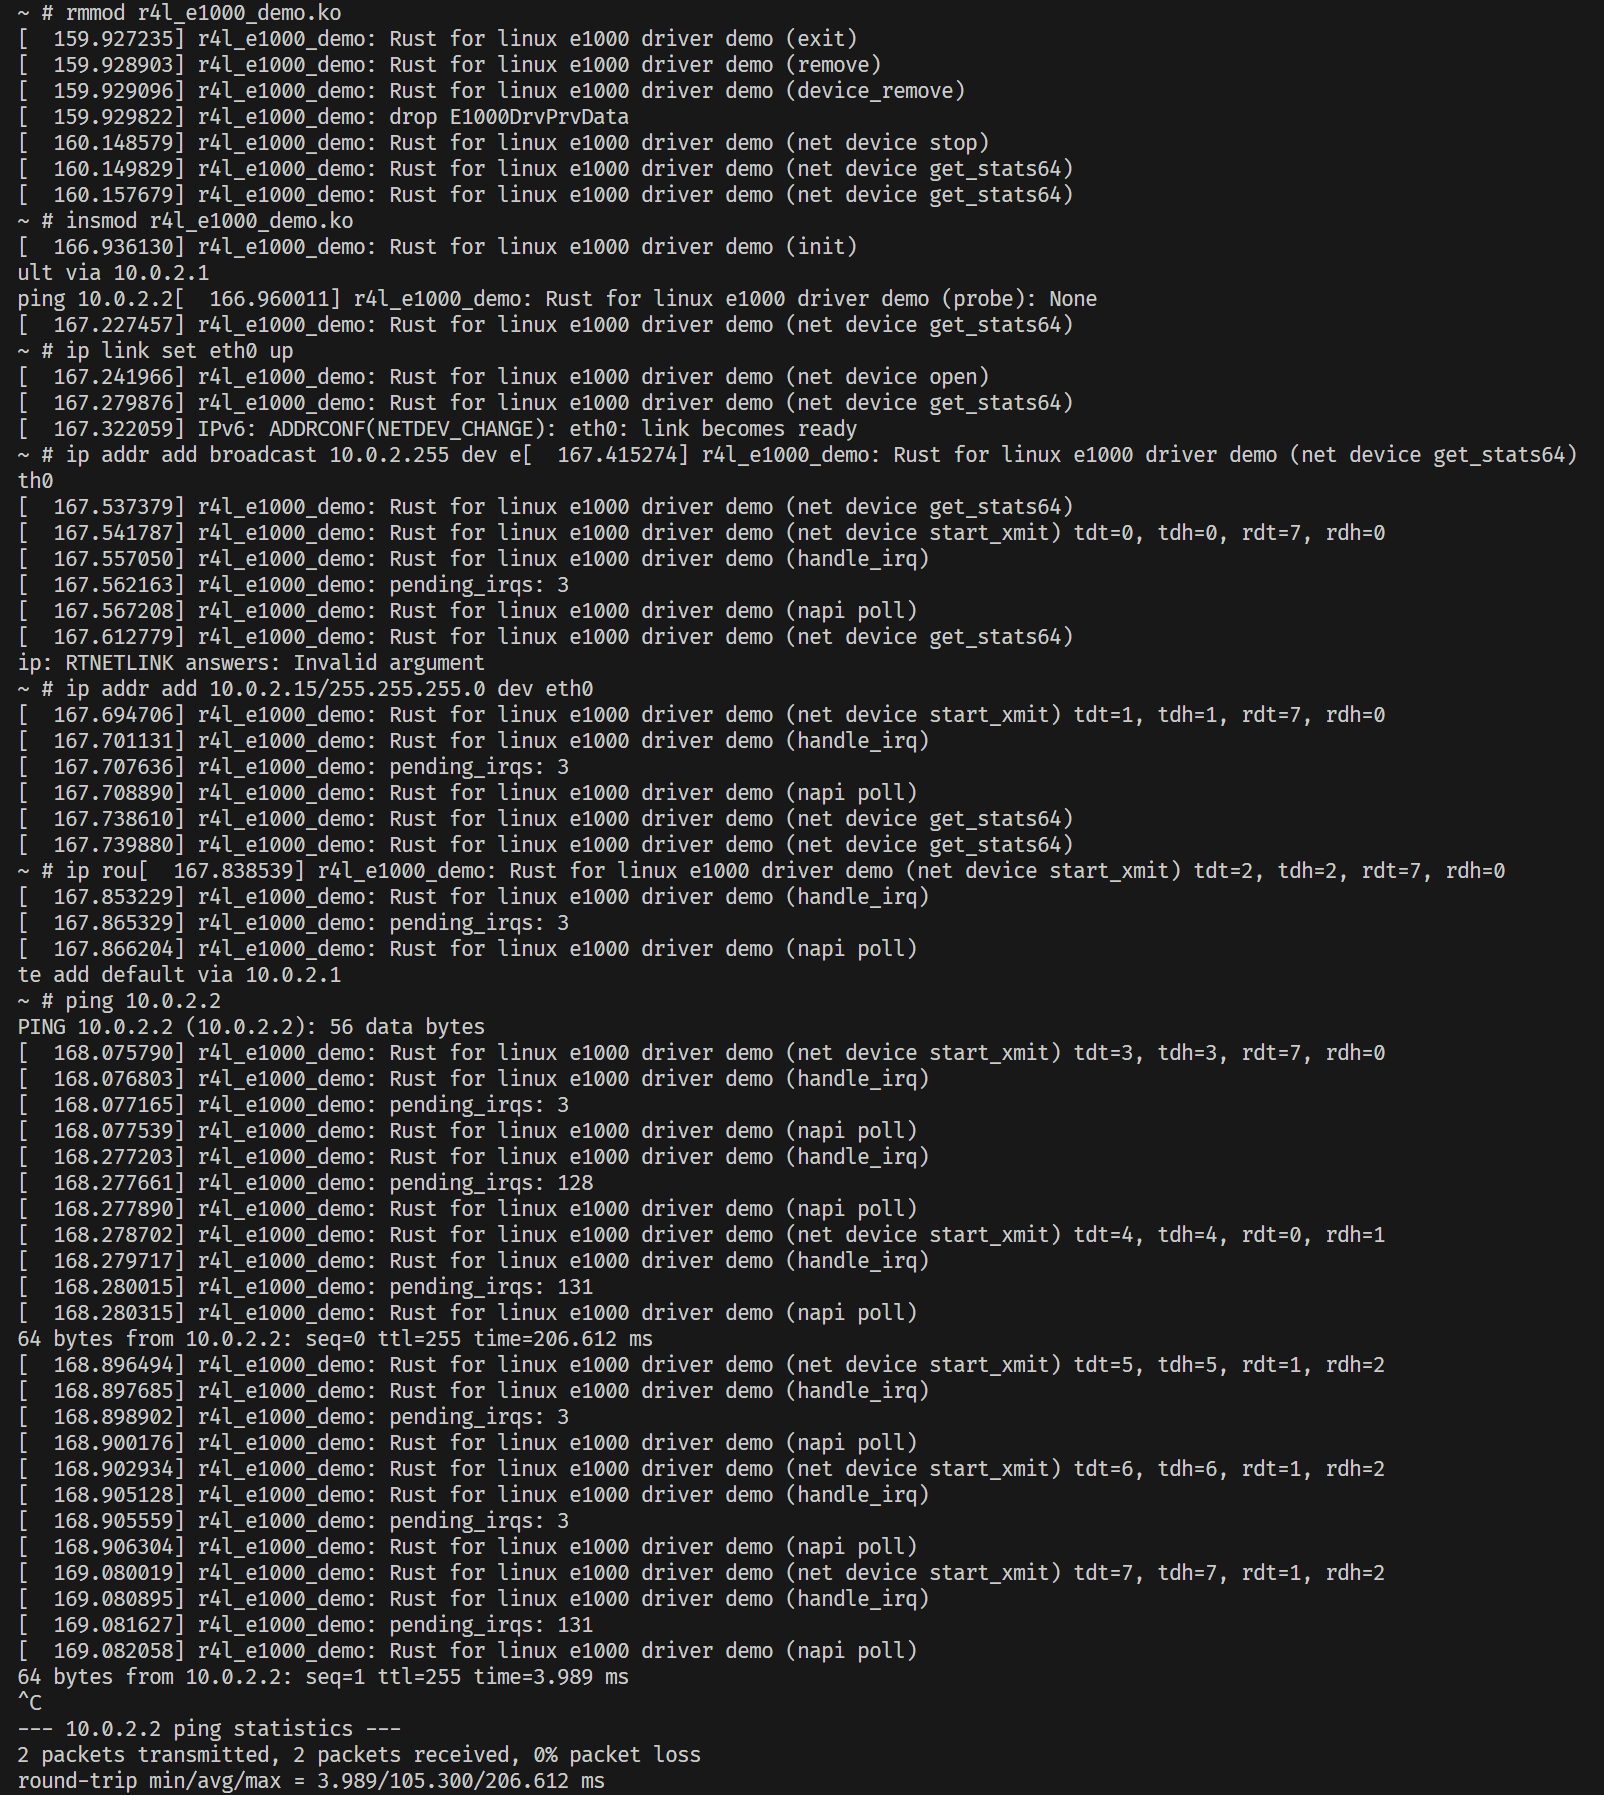 ~ # rmmod r4l_e1000_demo.ko
[  159.927235] r4l_e1000_demo: Rust for linux e1000 driver demo (exit)
[  159.928903] r4l_e1000_demo: Rust for linux e1000 driver demo (remove)
[  159.929096] r4l_e1000_demo: Rust for linux e1000 driver demo (device_remove)
[  159.929822] r4l_e1000_demo: drop E1000DrvPrvData
[  160.148579] r4l_e1000_demo: Rust for linux e1000 driver demo (net device stop)
[  160.149829] r4l_e1000_demo: Rust for linux e1000 driver demo (net device get_stats64)
[  160.157679] r4l_e1000_demo: Rust for linux e1000 driver demo (net device get_stats64)
~ # insmod r4l_e1000_demo.ko
[  166.936130] r4l_e1000_demo: Rust for linux e1000 driver demo (init)
ult via 10.0.2.1
ping 10.0.2.2[  166.960011] r4l_e1000_demo: Rust for linux e1000 driver demo (probe): None
[  167.227457] r4l_e1000_demo: Rust for linux e1000 driver demo (net device get_stats64)
~ # ip link set eth0 up
[  167.241966] r4l_e1000_demo: Rust for linux e1000 driver demo (net device open)
[  167.279876] r4l_e1000_demo: Rust for linux e1000 driver demo (net device get_stats64)
[  167.322059] IPv6: ADDRCONF(NETDEV_CHANGE): eth0: link becomes ready
~ # ip addr add broadcast 10.0.2.255 dev e[  167.415274] r4l_e1000_demo: Rust for linux e1000 driver demo (net device get_stats64)
th0
[  167.537379] r4l_e1000_demo: Rust for linux e1000 driver demo (net device get_stats64)
[  167.541787] r4l_e1000_demo: Rust for linux e1000 driver demo (net device start_xmit) tdt=0, tdh=0, rdt=7, rdh=0
[  167.557050] r4l_e1000_demo: Rust for linux e1000 driver demo (handle_irq)
[  167.562163] r4l_e1000_demo: pending_irqs: 3
[  167.567208] r4l_e1000_demo: Rust for linux e1000 driver demo (napi poll)
[  167.612779] r4l_e1000_demo: Rust for linux e1000 driver demo (net device get_stats64)
ip: RTNETLINK answers: Invalid argument
~ # ip addr add 10.0.2.15/255.255.255.0 dev eth0
[  167.694706] r4l_e1000_demo: Rust for linux e1000 driver demo (net device start_xmit) tdt=1, tdh=1, rdt=7, rdh=0
[  167.701131] r4l_e1000_demo: Rust for linux e1000 driver demo (handle_irq)
[  167.707636] r4l_e1000_demo: pending_irqs: 3
[  167.708890] r4l_e1000_demo: Rust for linux e1000 driver demo (napi poll)
[  167.738610] r4l_e1000_demo: Rust for linux e1000 driver demo (net device get_stats64)
[  167.739880] r4l_e1000_demo: Rust for linux e1000 driver demo (net device get_stats64)
~ # ip rou[  167.838539] r4l_e1000_demo: Rust for linux e1000 driver demo (net device start_xmit) tdt=2, tdh=2, rdt=7, rdh=0
[  167.853229] r4l_e1000_demo: Rust for linux e1000 driver demo (handle_irq)
[  167.865329] r4l_e1000_demo: pending_irqs: 3
[  167.866204] r4l_e1000_demo: Rust for linux e1000 driver demo (napi poll)
te add default via 10.0.2.1
~ # ping 10.0.2.2
PING 10.0.2.2 (10.0.2.2): 56 data bytes
[  168.075790] r4l_e1000_demo: Rust for linux e1000 driver demo (net device start_xmit) tdt=3, tdh=3, rdt=7, rdh=0
[  168.076803] r4l_e1000_demo: Rust for linux e1000 driver demo (handle_irq)
[  168.077165] r4l_e1000_demo: pending_irqs: 3
[  168.077539] r4l_e1000_demo: Rust for linux e1000 driver demo (napi poll)
[  168.277203] r4l_e1000_demo: Rust for linux e1000 driver demo (handle_irq)
[  168.277661] r4l_e1000_demo: pending_irqs: 128
[  168.277890] r4l_e1000_demo: Rust for linux e1000 driver demo (napi poll)
[  168.278702] r4l_e1000_demo: Rust for linux e1000 driver demo (net device start_xmit) tdt=4, tdh=4, rdt=0, rdh=1
[  168.279717] r4l_e1000_demo: Rust for linux e1000 driver demo (handle_irq)
[  168.280015] r4l_e1000_demo: pending_irqs: 131
[  168.280315] r4l_e1000_demo: Rust for linux e1000 driver demo (napi poll)
64 bytes from 10.0.2.2: seq=0 ttl=255 time=206.612 ms
[  168.896494] r4l_e1000_demo: Rust for linux e1000 driver demo (net device start_xmit) tdt=5, tdh=5, rdt=1, rdh=2
[  168.897685] r4l_e1000_demo: Rust for linux e1000 driver demo (handle_irq)
[  168.898902] r4l_e1000_demo: pending_irqs: 3
[  168.900176] r4l_e1000_demo: Rust for linux e1000 driver demo (napi poll)
[  168.902934] r4l_e1000_demo: Rust for linux e1000 driver demo (net device start_xmit) tdt=6, tdh=6, rdt=1, rdh=2
[  168.905128] r4l_e1000_demo: Rust for linux e1000 driver demo (handle_irq)
[  168.905559] r4l_e1000_demo: pending_irqs: 3
[  168.906304] r4l_e1000_demo: Rust for linux e1000 driver demo (napi poll)
[  169.080019] r4l_e1000_demo: Rust for linux e1000 driver demo (net device start_xmit) tdt=7, tdh=7, rdt=1, rdh=2
[  169.080895] r4l_e1000_demo: Rust for linux e1000 driver demo (handle_irq)
[  169.081627] r4l_e1000_demo: pending_irqs: 131
[  169.082058] r4l_e1000_demo: Rust for linux e1000 driver demo (napi poll)
64 bytes from 10.0.2.2: seq=1 ttl=255 time=3.989 ms
^C
--- 10.0.2.2 ping statistics ---
2 packets transmitted, 2 packets received, 0% packet loss
round-trip min/avg/max = 3.989/105.300/206.612 ms